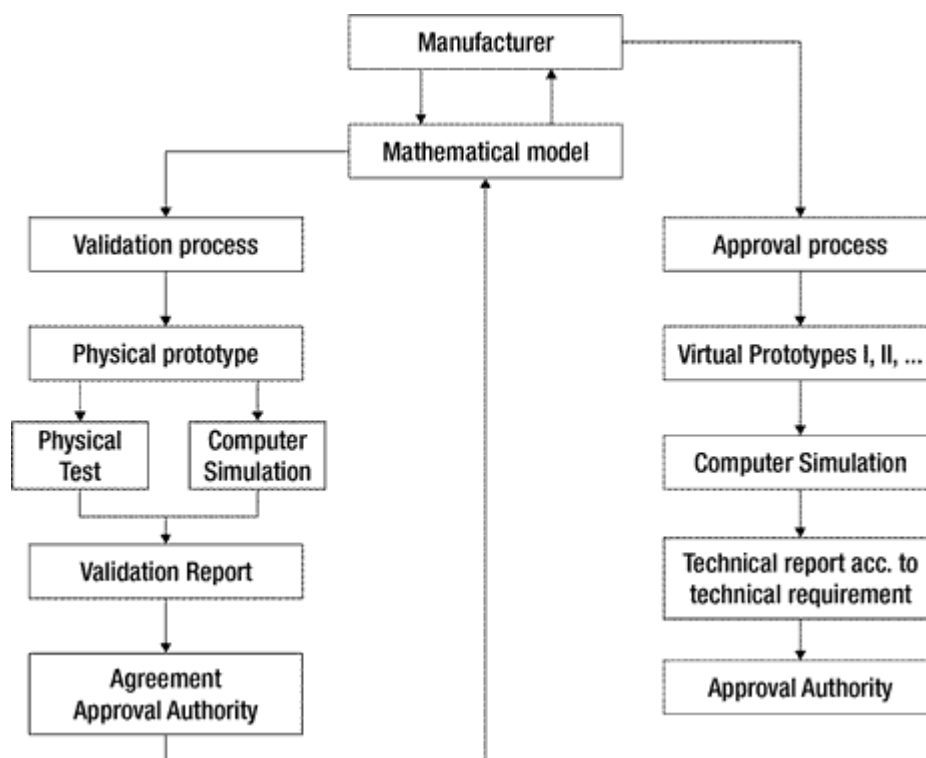 Manufacturer
Mathematical model
Validation process
Physical prototype
Physical
Test
Computer
Simulation
Validation Report
Agreement
Approval Authority
Approval process
Virtual Prototypes I, II, ...
Computer Simulation
Technical report acc. to
technical requirement
Approval Authority